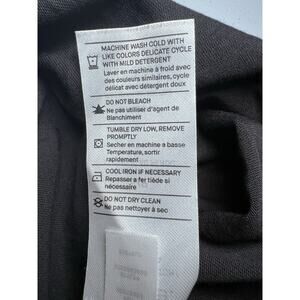 MACHINE WASH COLD WITH
LIKE COLORS DELICATE CYCLE
WITH MILD DETERGENT
Laver en machine à froid avec
des couleurs similaires, cycle
délicat avec détergent doux
DO NOT BLEACH
Ne pas utiliser d'agent de
Blanchiment
TUMBLE DRY LOW, REMOVE
PROMPTLY
Secher en machine a basse
Temperature, sortir
rapidement
COOL IRON IF NECESSARY
Repasser a fer tiède si
nécessaire
DO NOT DRY CLEAN
Ne pas nettoyer à sec